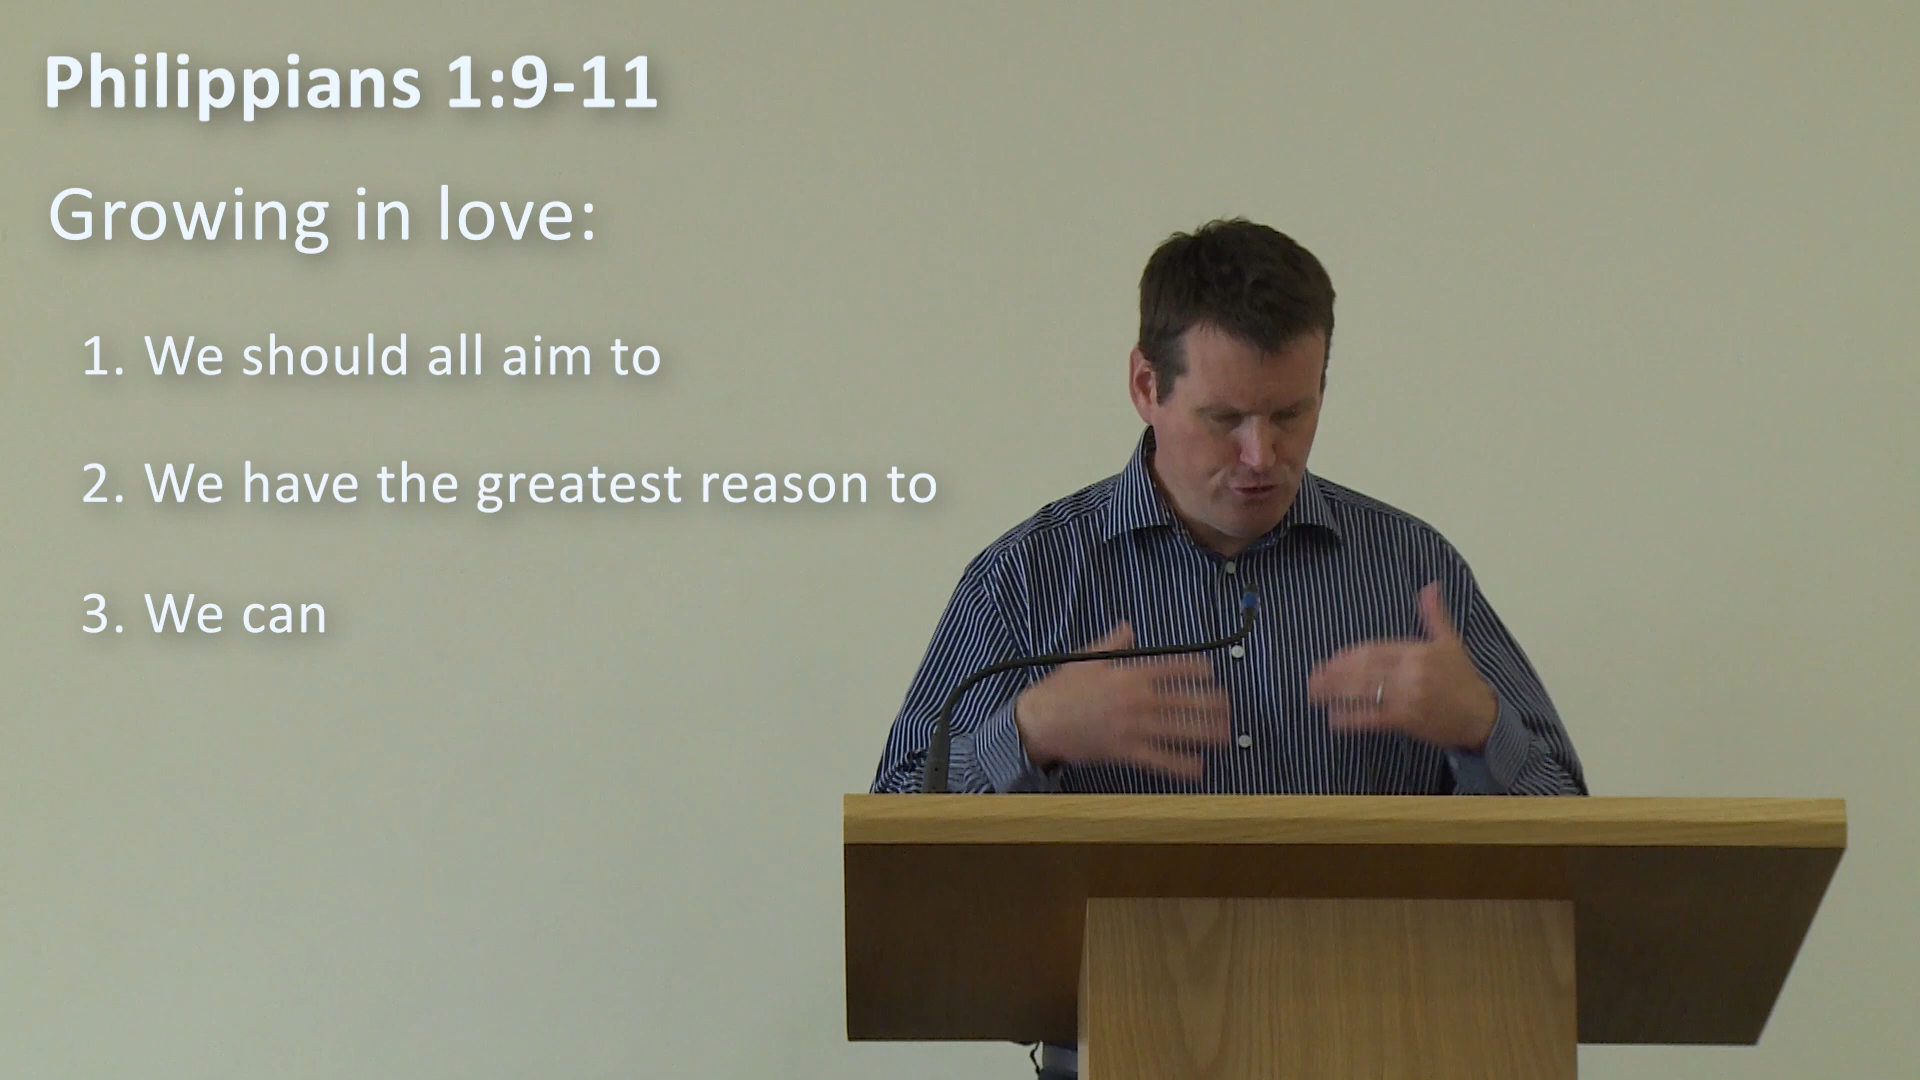 Philippians 1:9-11
Growing in love:
1. We should all aim to
2. We have the greatest reason to
3. We can